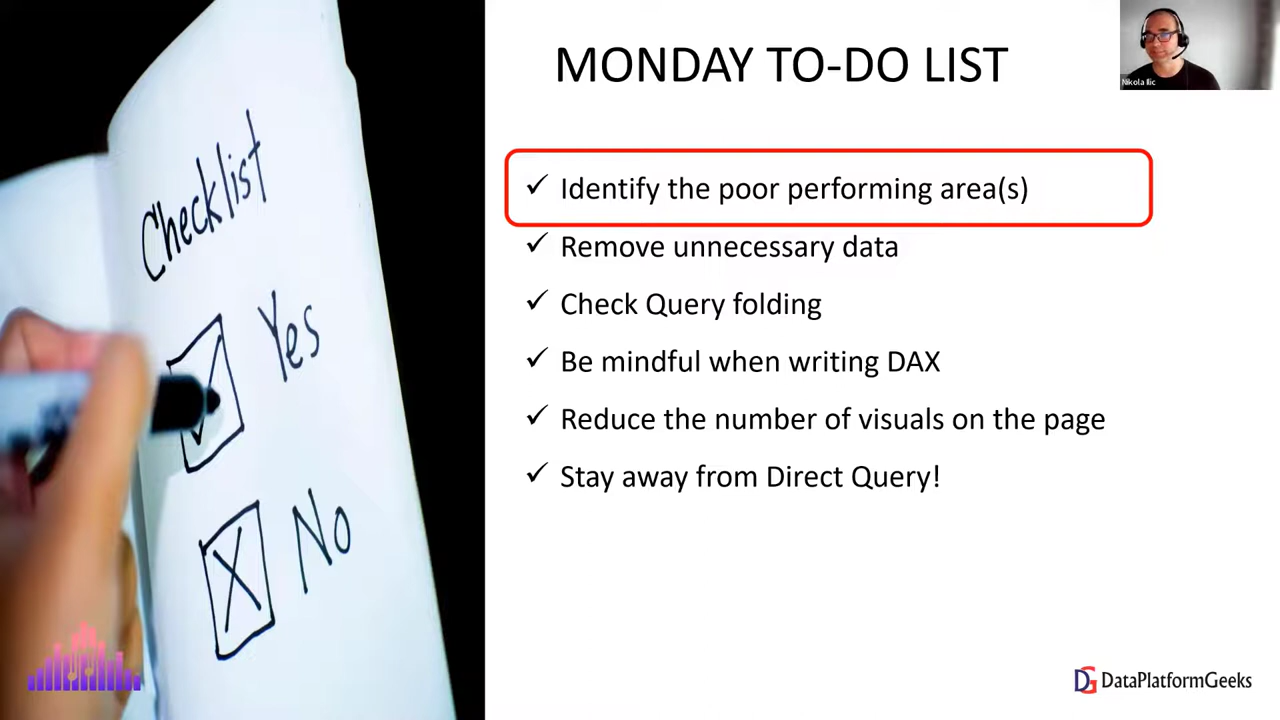 MONDAY TO-DO LIST
Nikola Ilic
✓ Identify the poor performing area(s)
✓ Remove unnecessary data
✓ Check Query folding
✓ Be mindful when writing DAX
✓ Reduce the number of visuals on the page
✓ Stay away from Direct Query!
Checklist
Yes
No
DG DataPlatformGeeks